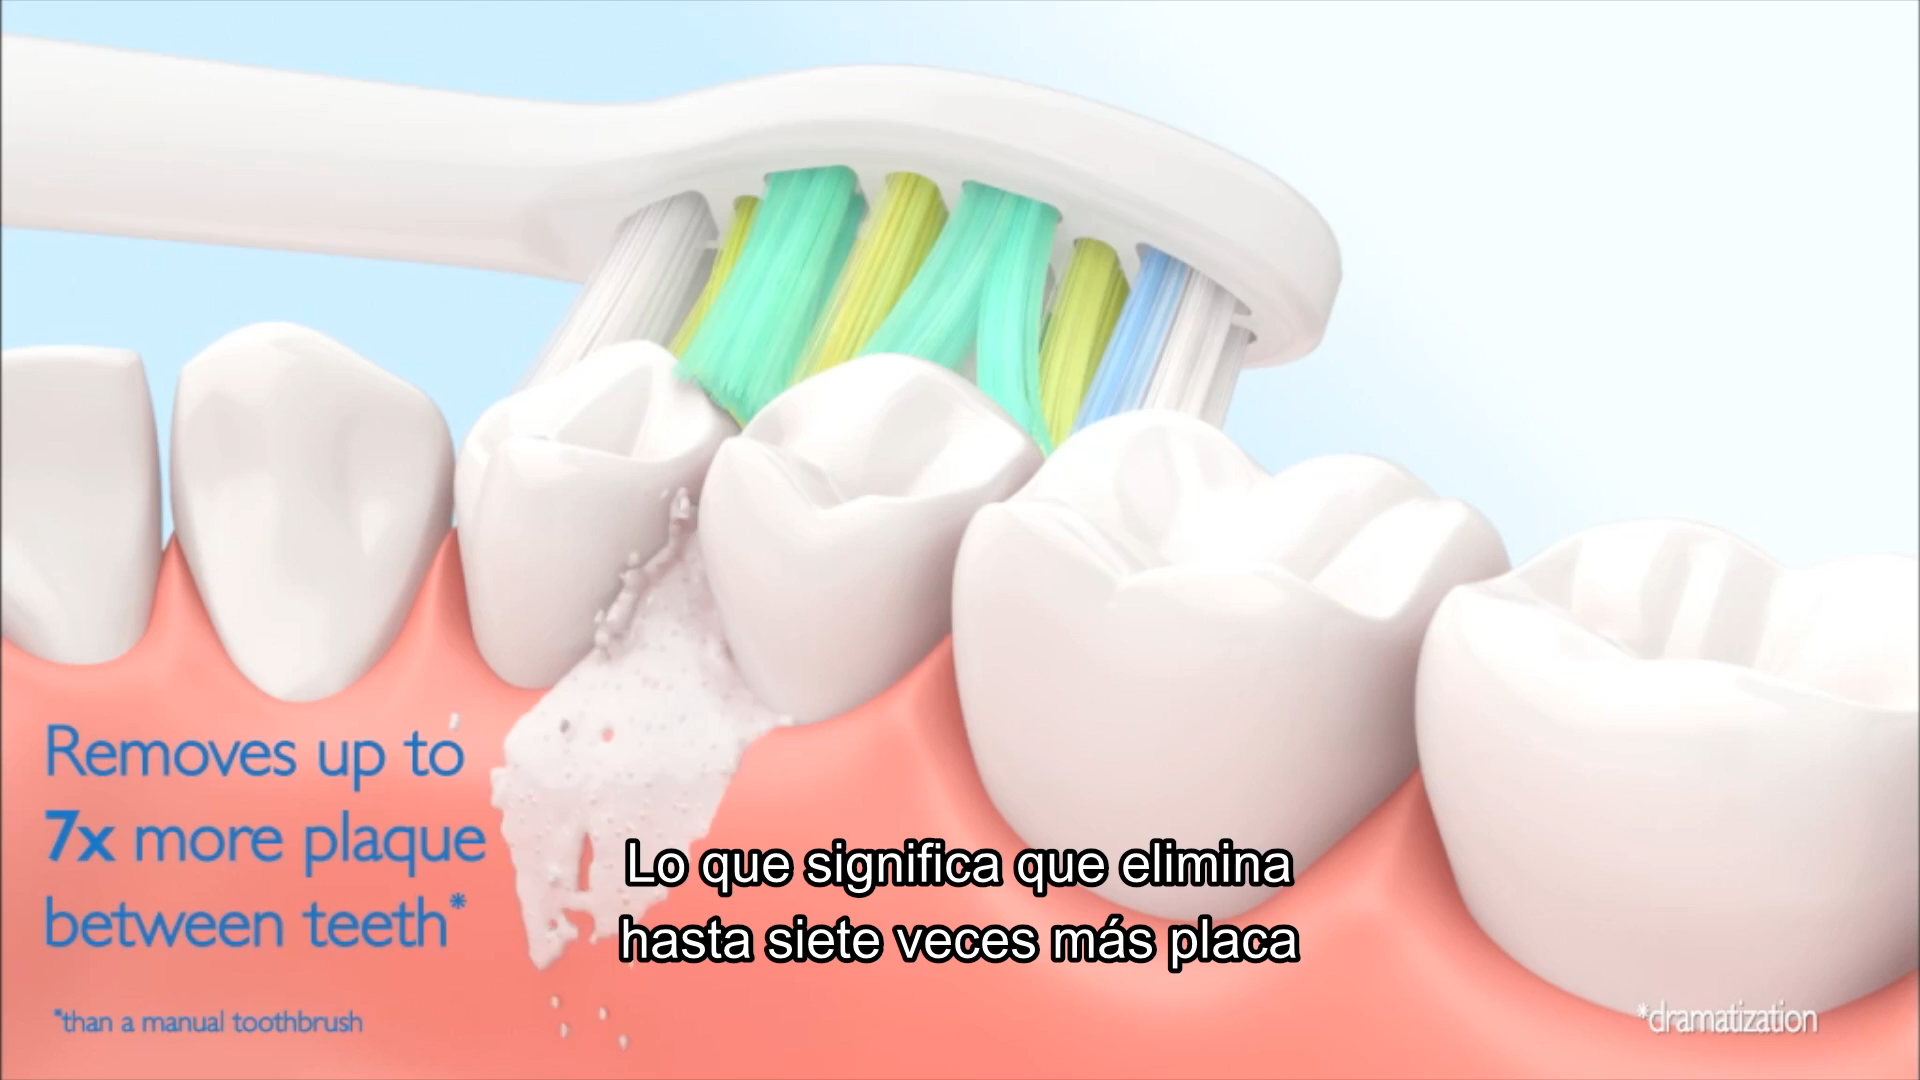 Removes up to
7x more plaque
between teeth*
*than a manual toothbrush
Lo que significa que elimina
hasta siete veces más placa
*dramatization